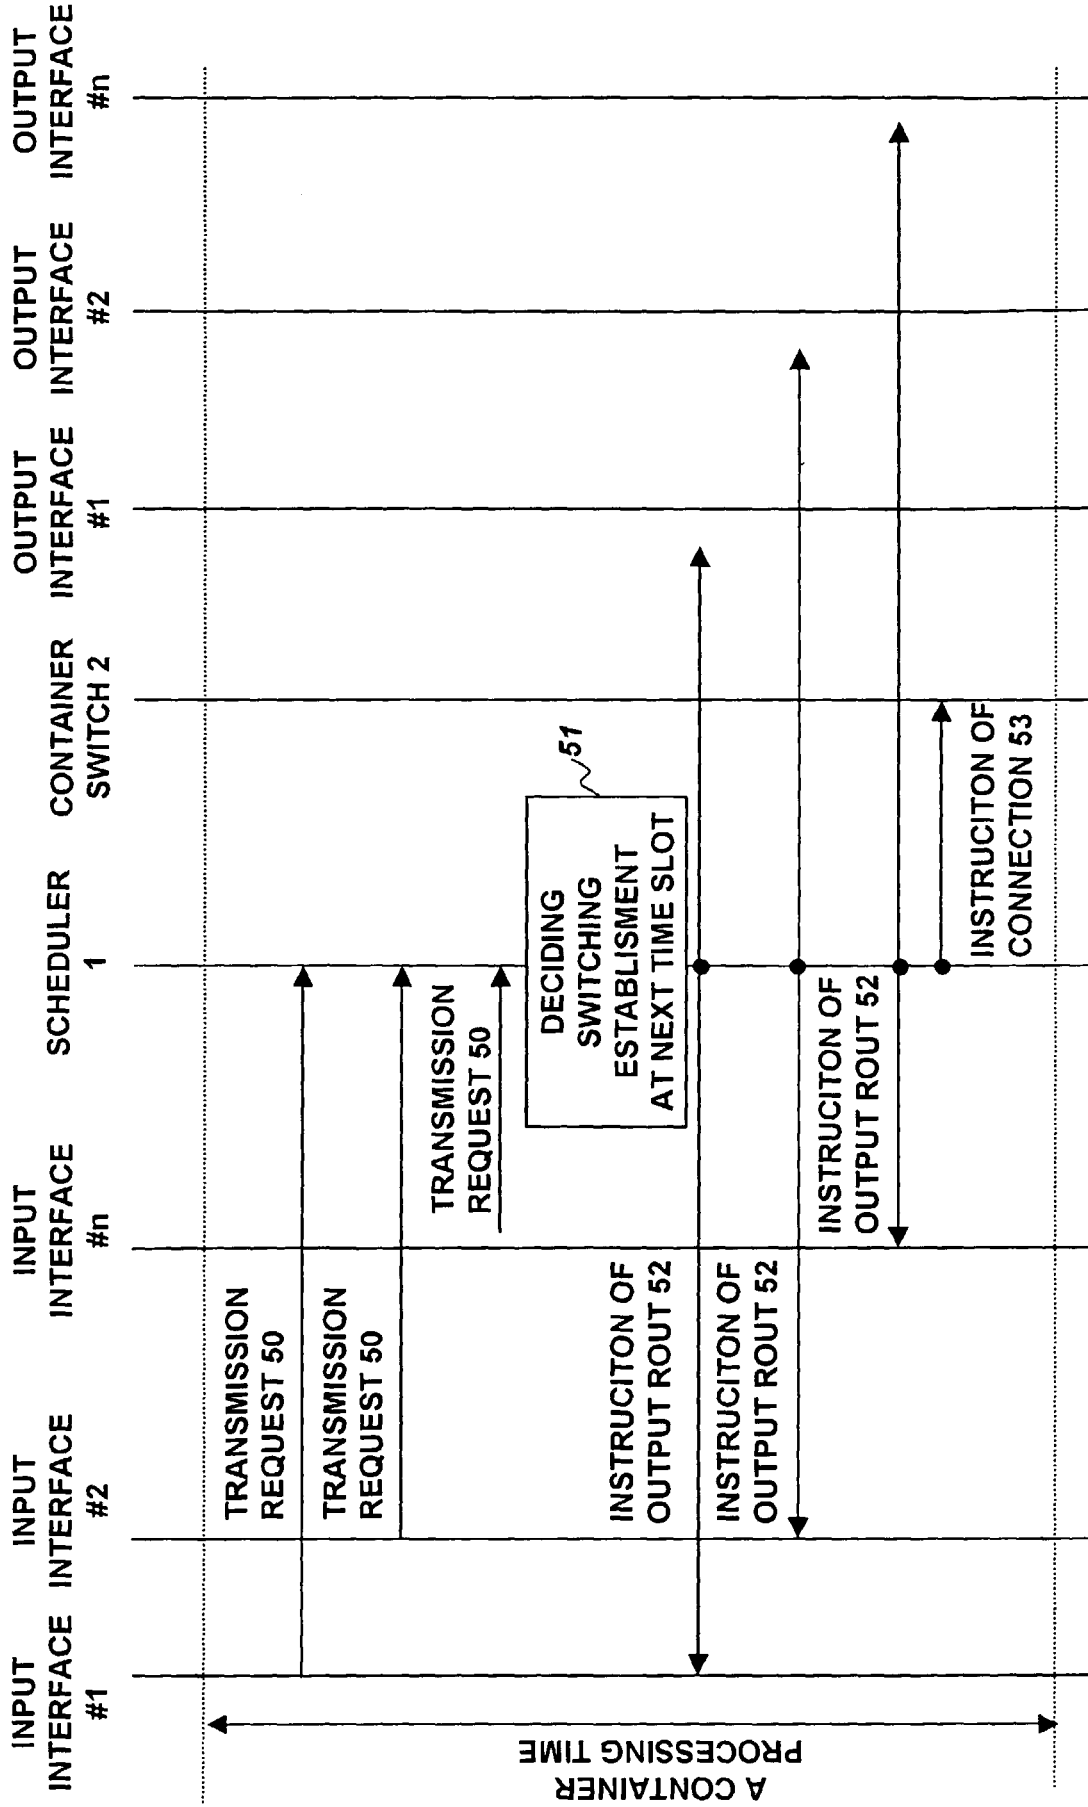 INPUT
INTERFACE
#1
INPUT
INTERFACE
#2
INPUT
INTERFACE
#n
SCHEDULER
1
CONTAINER
SWITCH 2
OUTPUT
INTERFACE
#1
OUTPUT
INTERFACE
#2
OUTPUT
INTERFACE
#n
TRANSMISSION
REQUEST 50
TRANSMISSION
REQUEST 50
TRANSMISSION
REQUEST 50
DECIDING
SWITCHING
ESTABLISMENT
AT NEXT TIME SLOT
51
INSTRUCITON OF
OUTPUT ROUT 52
INSTRUCITON OF
OUTPUT ROUT 52
INSTRUCITON OF
OUTPUT ROUT 52
INSTRUCITON OF
CONNECTION 53
A CONTAINER
PROCESSING TIME